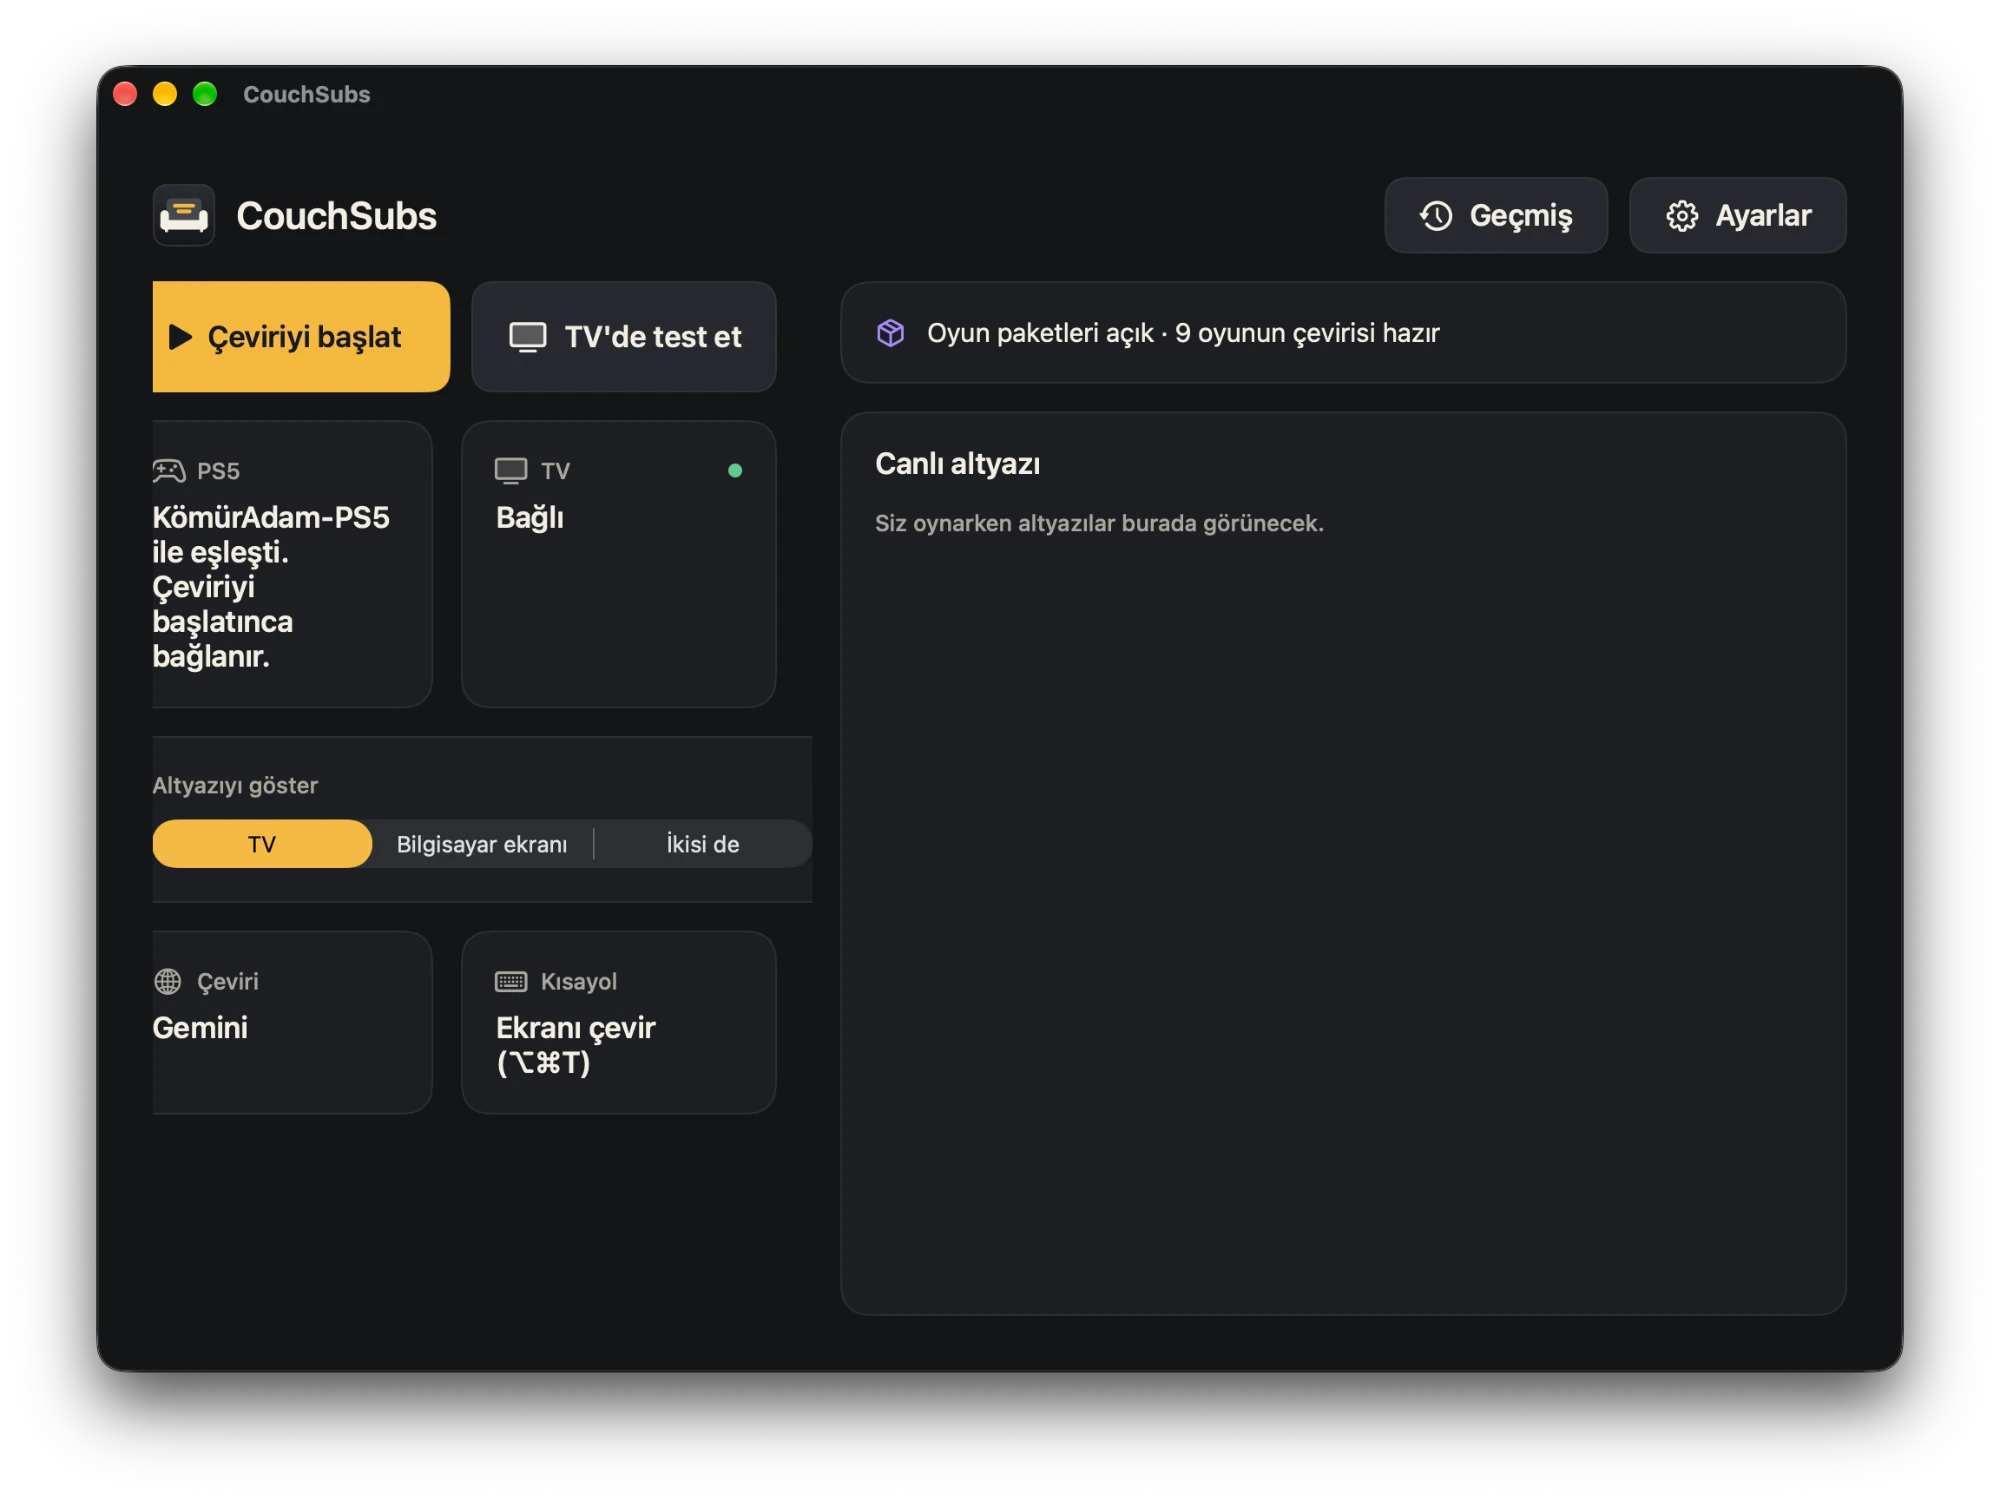 CouchSubs
CouchSubs
Geçmiş
Ayarlar
Çeviriyi başlat
TV'de test et
Oyun paketleri açık · 9 oyunun çevirisi hazır
PS5
KömürAdam-PS5
ile eşleşti.
Çeviriyi
başlatınca
bağlanır.
TV
Bağlı
Canlı altyazı
Siz oynarken altyazılar burada görünecek.
Altyazıyı göster
TV
Bilgisayar ekranı
İkisi de
Çeviri
Gemini
Kısayol
Ekranı çevir
(⌥⌘T)